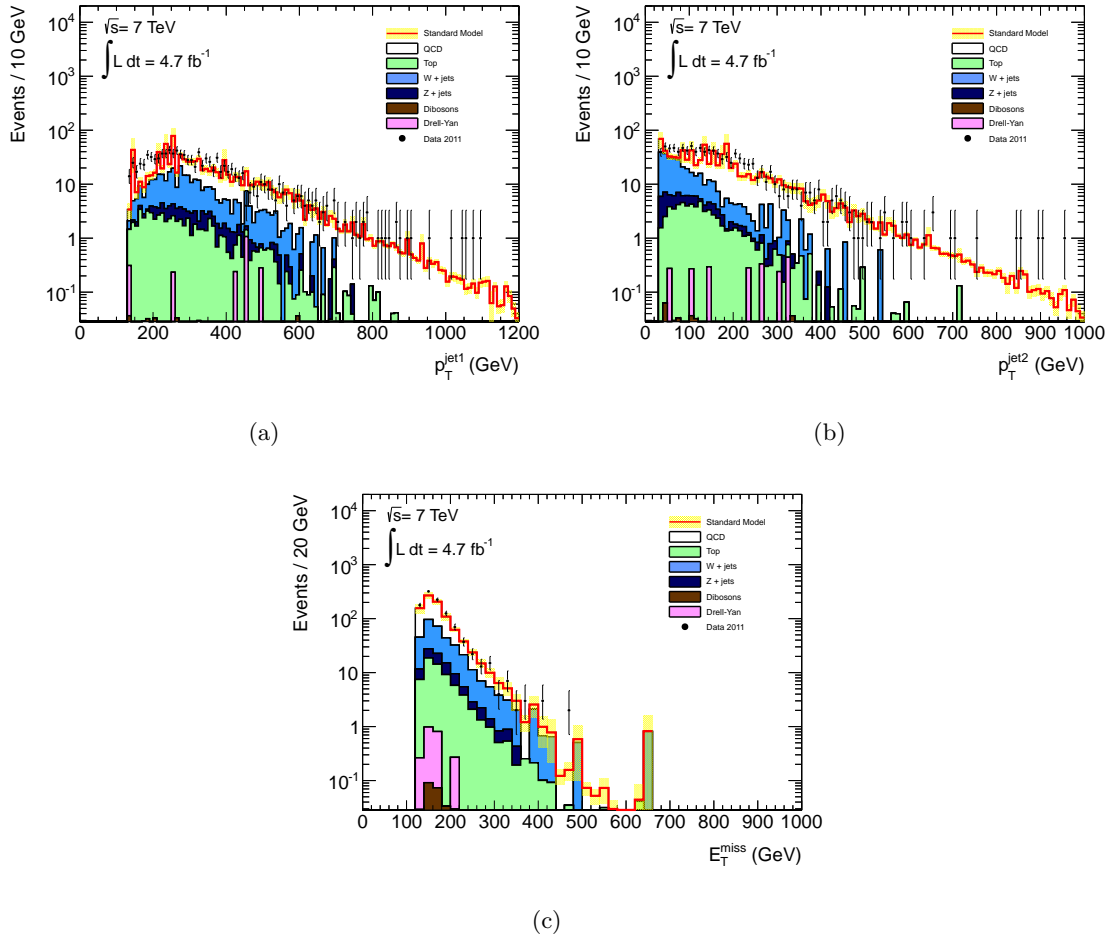 Events / 10 GeV
10⁴
10³
10²
10
1
10⁻¹
√s= 7 TeV
∫ L dt = 4.7 fb⁻¹
Standard Model
QCD
Top
W + jets
Z + jets
Dibosons
Drell-Yan
Data 2011
0 200 400 600 800 1000 1200
p_T^jet1 (GeV)
(a)
Events / 10 GeV
10⁴
10³
10²
10
1
10⁻¹
√s= 7 TeV
∫ L dt = 4.7 fb⁻¹
Standard Model
QCD
Top
W + jets
Z + jets
Dibosons
Drell-Yan
Data 2011
0 100 200 300 400 500 600 700 800 900 1000
p_T^jet2 (GeV)
(b)
Events / 20 GeV
10⁴
10³
10²
10
1
10⁻¹
√s= 7 TeV
∫ L dt = 4.7 fb⁻¹
Standard Model
QCD
Top
W + jets
Z + jets
Dibosons
Drell-Yan
Data 2011
0 100 200 300 400 500 600 700 800 900 1000
E_T^miss (GeV)
(c)